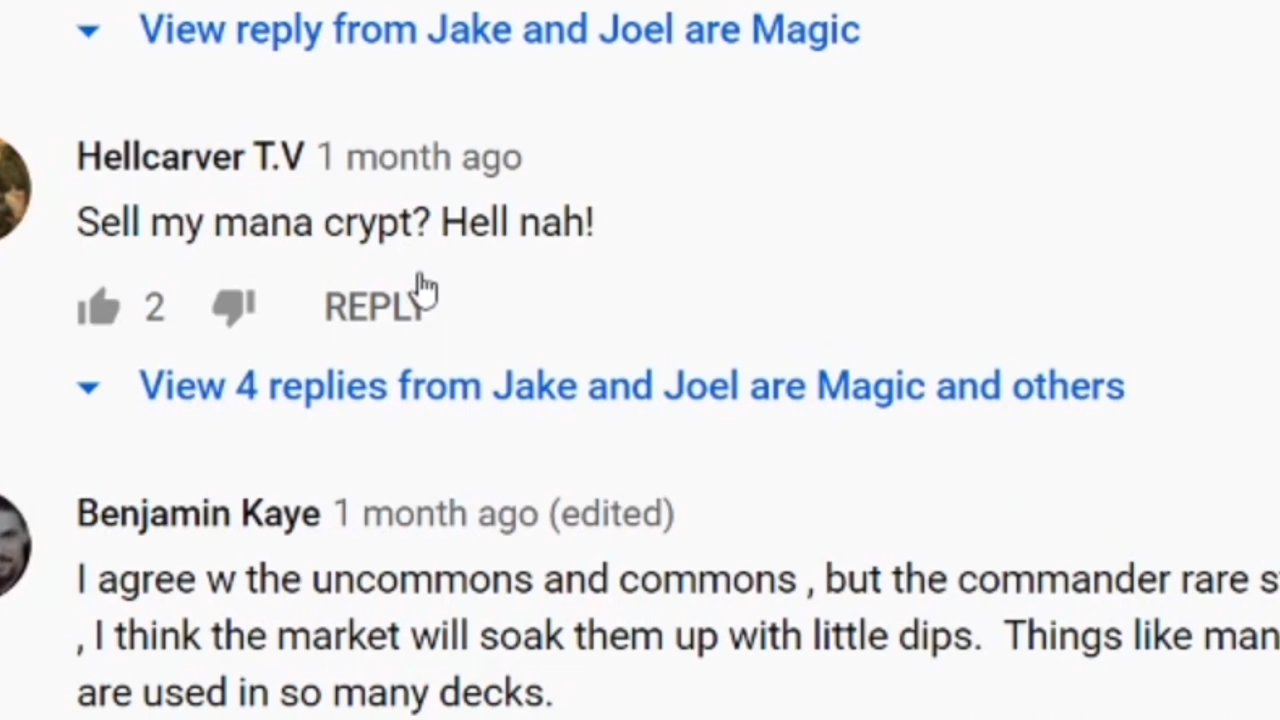 View reply from Jake and Joel are Magic
Hellcarver T.V 1 month ago
Sell my mana crypt? Hell nah!
2 REPLY
View 4 replies from Jake and Joel are Magic and others
Benjamin Kaye 1 month ago (edited)
I agree w the uncommons and commons , but the commander rare
, I think the market will soak them up with little dips. Things like
are used in so many decks.